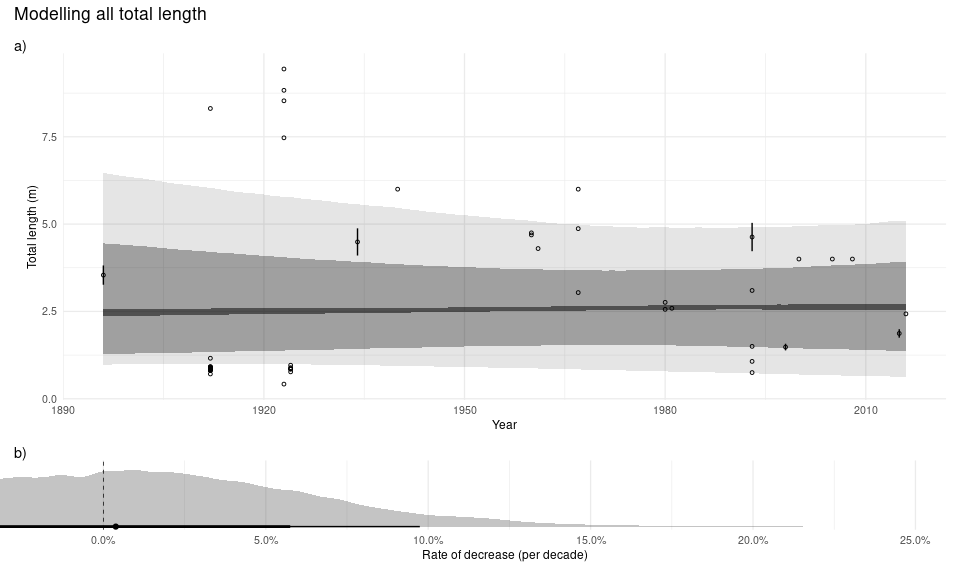 Modelling all total length
a)
7.5
5.0
2.5
0.0
Total length (m)
1890 1920 1950 1980 2010
Year
b)
0.0% 5.0% 10.0% 15.0% 20.0% 25.0%
Rate of decrease (per decade)